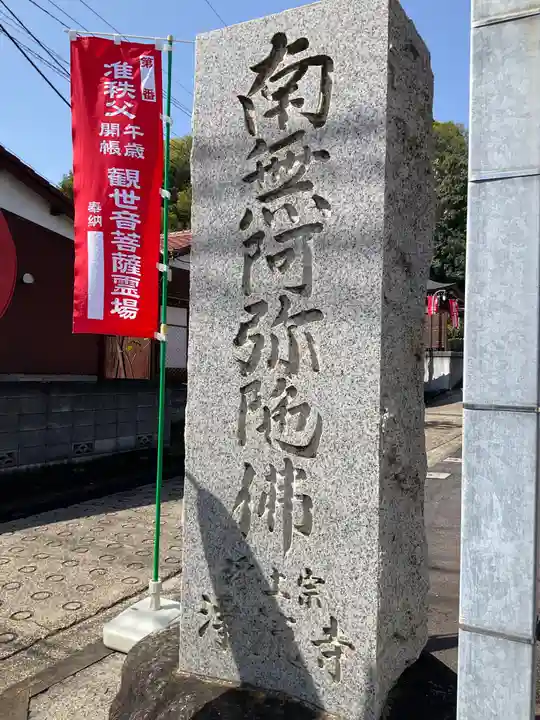 第
番
准秩父
午歳
開帳
観世音菩薩霊場
奉納
南無阿弥陀佛
浄土宗
寺